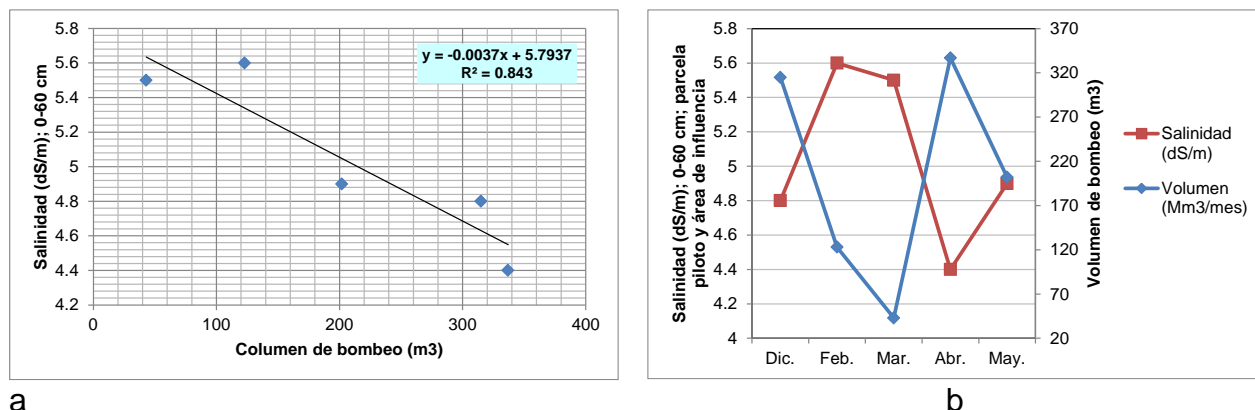 5.8
5.6
5.4
5.2
5
4.8
4.6
4.4
4.2
0
100
200
300
400
Salinidad (dS/m); 0-60 cm
Columen de bombeo (m3)
y = -0.0037x + 5.7937
R² = 0.843
a
5.8
5.6
5.4
5.2
5
4.8
4.6
4.4
4.2
4
Salinidad (dS/m); 0-60 cm; parcela
piloto y área de influencia
Dic.
Feb.
Mar.
Abr.
May.
370
320
270
220
170
120
70
20
Volumen de bombeo (m3)
Salinidad
(dS/m)
Volumen
(Mm3/mes)
b